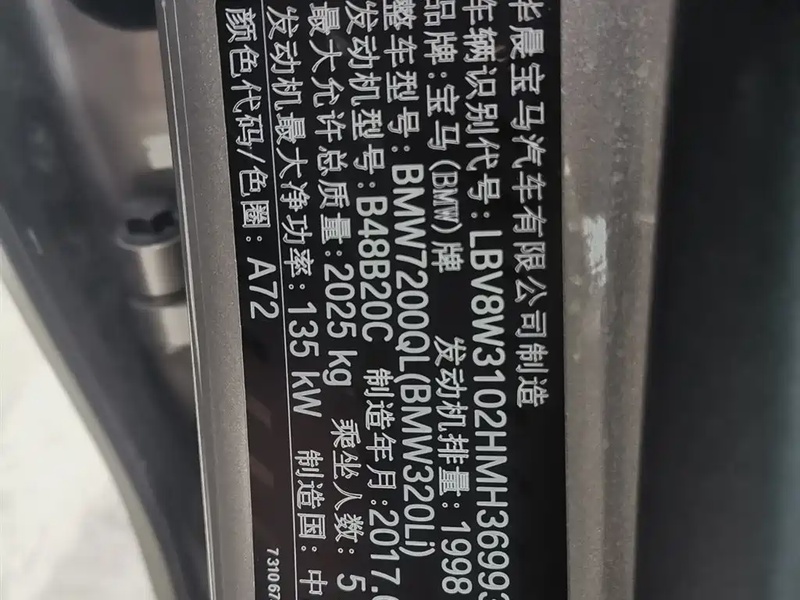 华晨宝马汽车有限公司制造
车辆识别代号: LBV8W3102HMH36993
品牌: 宝马(BMW)牌 发动机排量: 1998
整车型号: BMW7200QL(BMW320Li)
发动机型号: B48B20C 制造年月: 2017.
最大允许总质量: 2025 kg 乘坐人数: 5
发动机最大净功率: 135 kW 制造国: 中
颜色代码/色圈: A72
731067